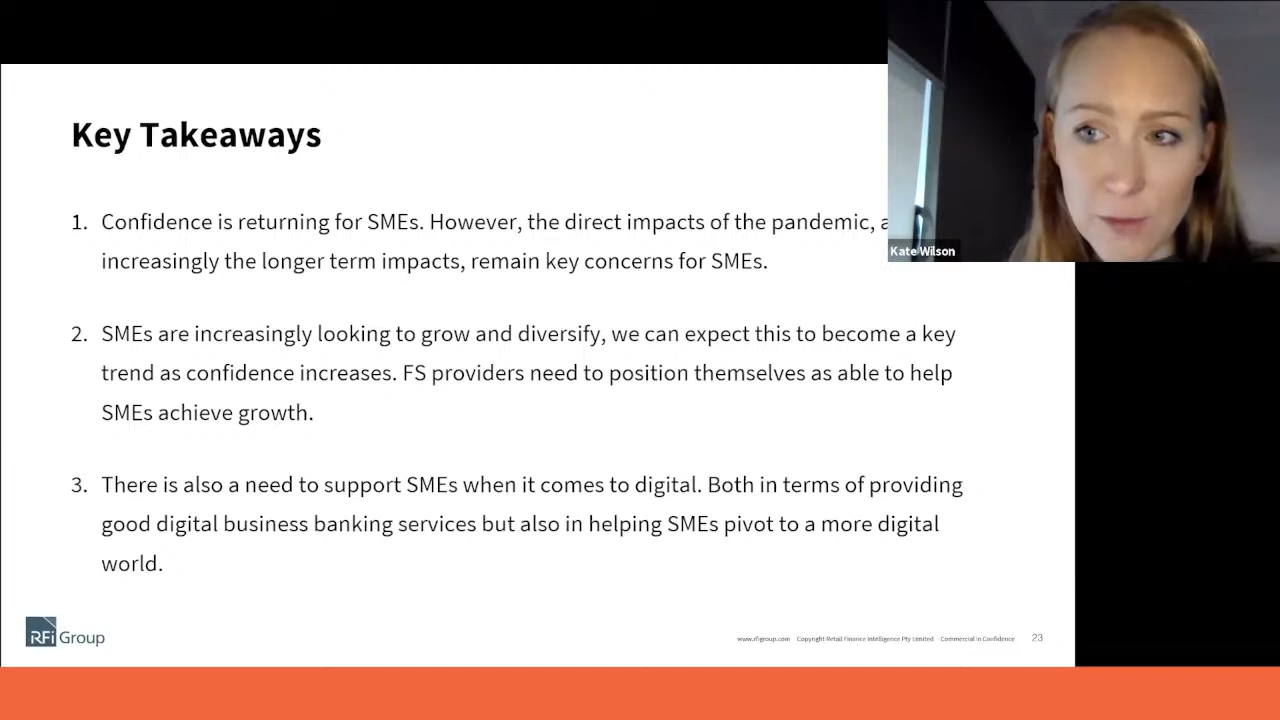 Key Takeaways
1. Confidence is returning for SMEs. However, the direct impacts of the pandemic,
increasingly the longer term impacts, remain key concerns for SMEs.
Kate Wilson
2. SMEs are increasingly looking to grow and diversify, we can expect this to become a key
trend as confidence increases. FS providers need to position themselves as able to help
SMEs achieve growth.
3. There is also a need to support SMEs when it comes to digital. Both in terms of providing
good digital business banking services but also in helping SMEs pivot to a more digital
world.
RFi Group
www.rfigroup.com Copyright Retail Finance Intelligence Pty Limited Commercial in Confidence 23